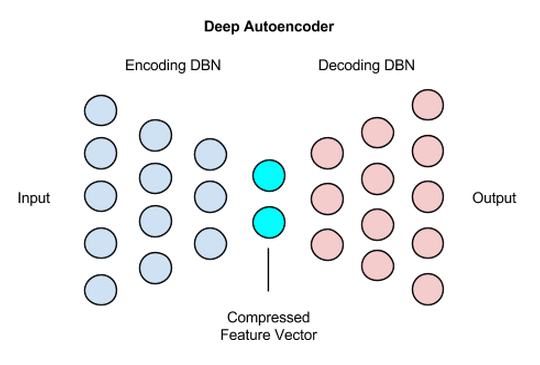 Deep Autoencoder
Encoding DBN
Decoding DBN
Input
Output
Compressed
Feature Vector